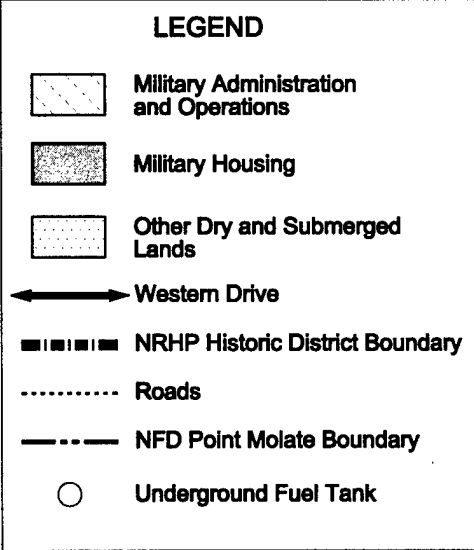 LEGEND
Military Administration
and Operations
Military Housing
Other Dry and Submerged
Lands
Western Drive
NRHP Historic District Boundary
Roads
NFD Point Molate Boundary
Underground Fuel Tank